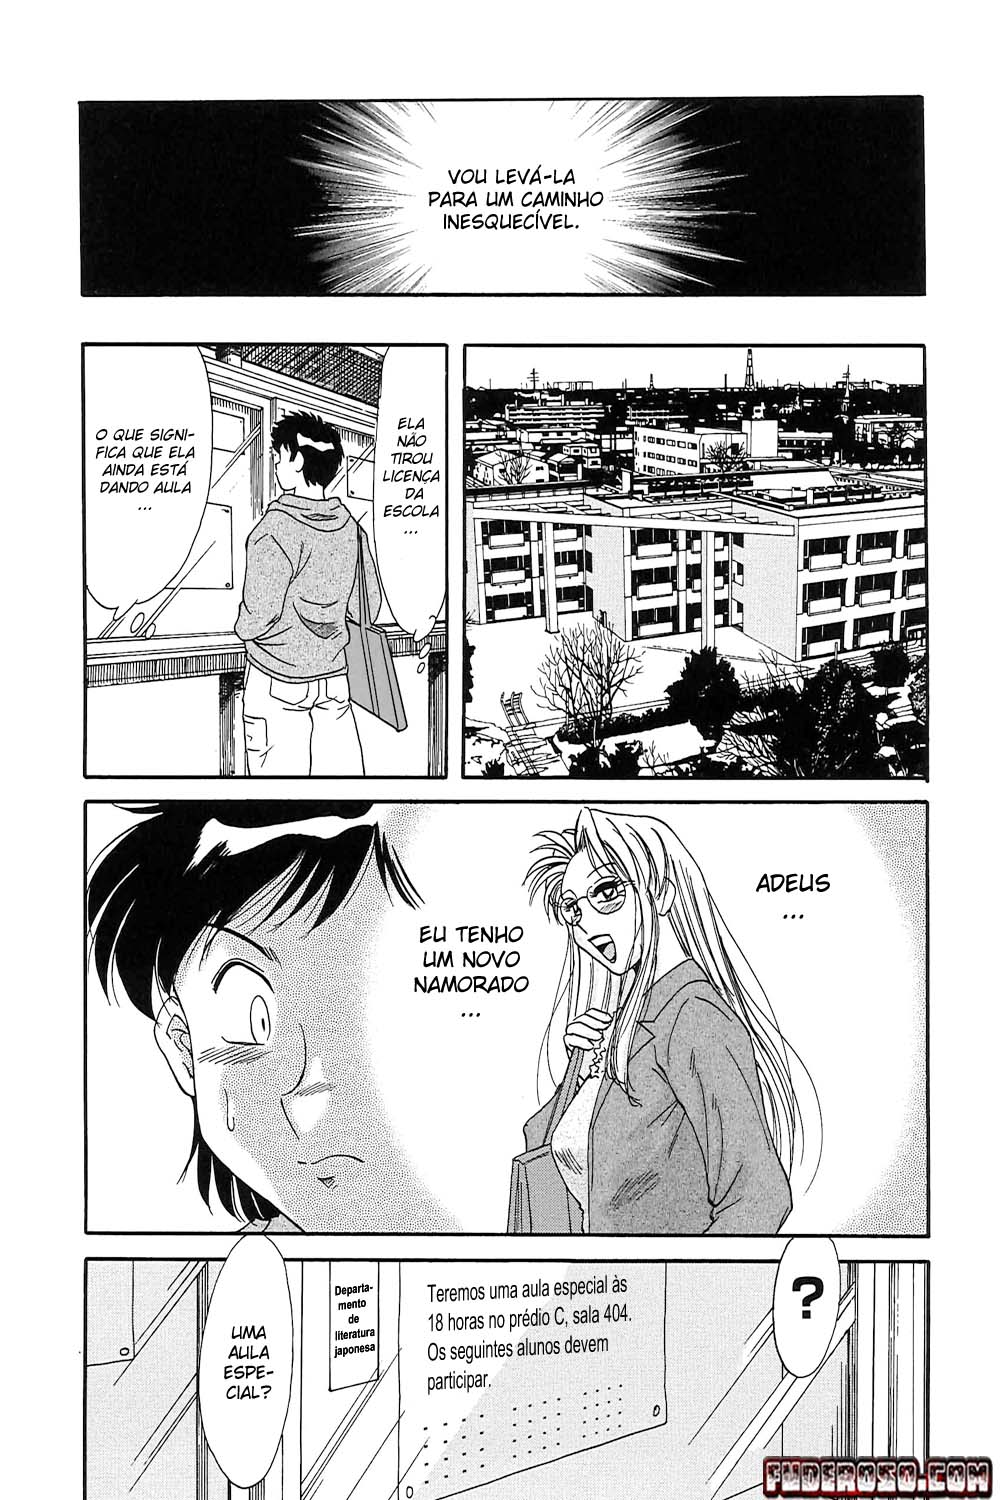 VOU LEVÁ-LA
PARA UM CAMINHO
INESQUECÍVEL.
ELA
NÃO
TIROU
LICENÇA
DA
ESCOLA
...
O QUE SIGNI-
FICA QUE ELA
AINDA ESTÁ
DANDO AULA
...
ADEUS
...
EU TENHO
UM NOVO
NAMORADO
...
?
Teremos uma aula especial às
18 horas no prédio C, sala 404.
Os seguintes alunos devem
participar.
Departa-
mento
de
literatura
japonesa
UMA
AULA
ESPE-
CIAL?
FUDEROSO.COM